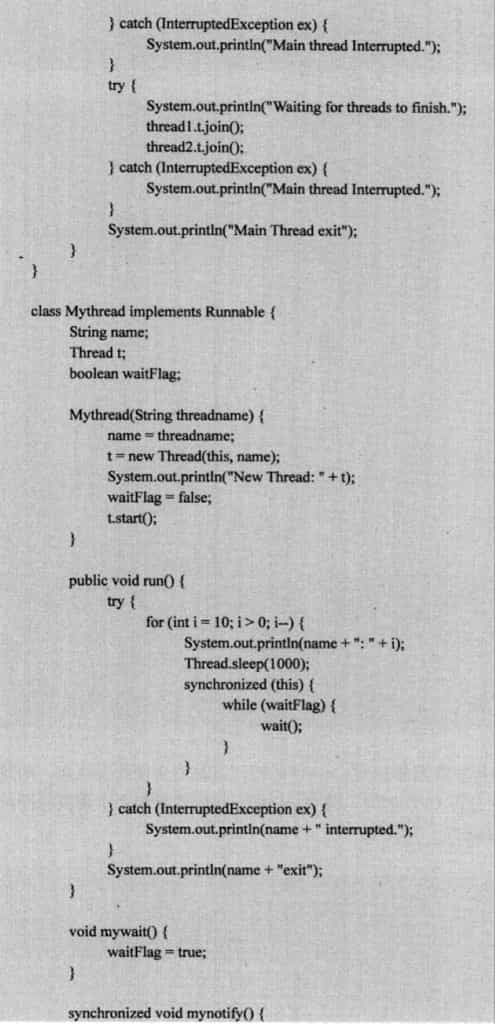 } catch (InterruptedException ex) {
System.out.println("Main thread Interrupted.");
}
try {
System.out.println("Waiting for threads to finish.");
thread1.t.join();
thread2.t.join();
} catch (InterruptedException ex) {
System.out.println("Main thread Interrupted.");
}
System.out.println("Main Thread exit");
}
}
class Mythread implements Runnable {
String name;
Thread t;
boolean waitFlag;
Mythread(String threadname) {
name = threadname;
t = new Thread(this, name);
System.out.println("New Thread: " + t);
waitFlag = false;
t.start();
}
public void run() {
try {
for (int i = 10; i > 0; i--) {
System.out.println(name + ": " + i);
Thread.sleep(1000);
synchronized (this) {
while (waitFlag) {
wait();
}
}
}
} catch (InterruptedException ex) {
System.out.println(name + " interrupted.");
}
System.out.println(name + "exit");
}
void mywait() {
waitFlag = true;
}
synchronized void mynotify() {